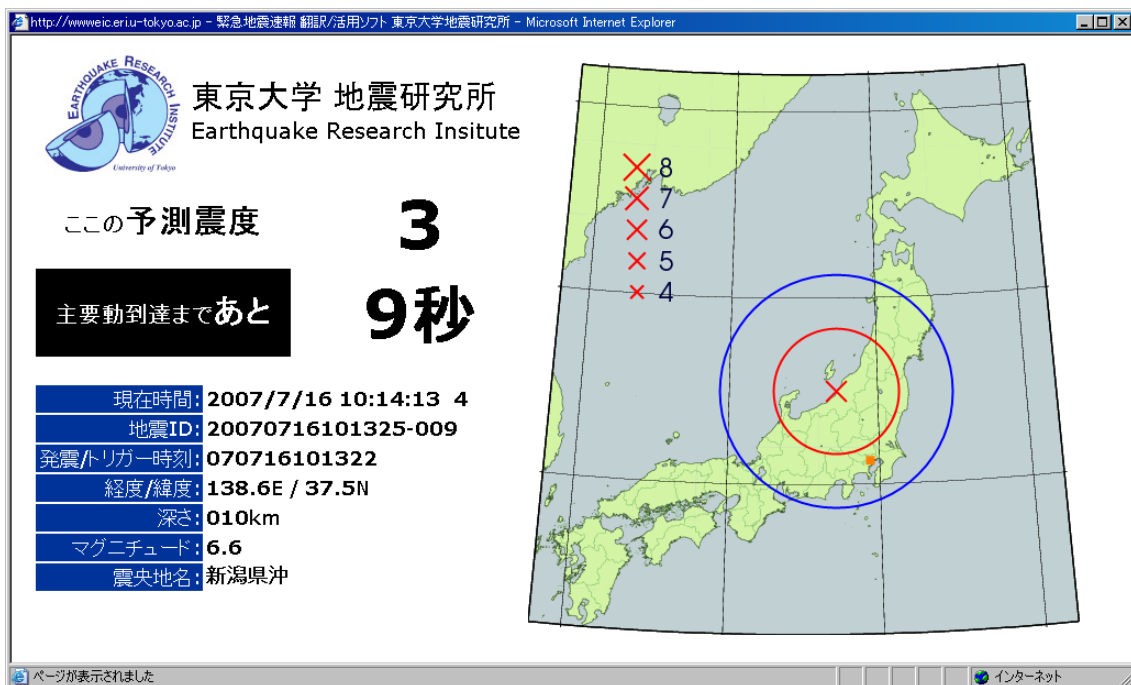 http://wwweic.eri.u-tokyo.ac.jp - 緊急地震速報 翻訳/活用ソフト 東京大学地震研究所 - Microsoft Internet Explorer
EARTHQUAKE RESEARCH INSTITUTE
University of Tokyo
東京大学 地震研究所
Earthquake Research Insitute
ここの予測震度 3
主要動到達まであと 9秒
現在時間: 2007/7/16 10:14:13 4
地震ID: 20070716101325-009
発震/トリガー時刻: 070716101322
経度/緯度: 138.6E / 37.5N
深さ: 010km
マグニチュード: 6.6
震央地名: 新潟県沖
8
7
6
5
4
ページが表示されました
インターネット